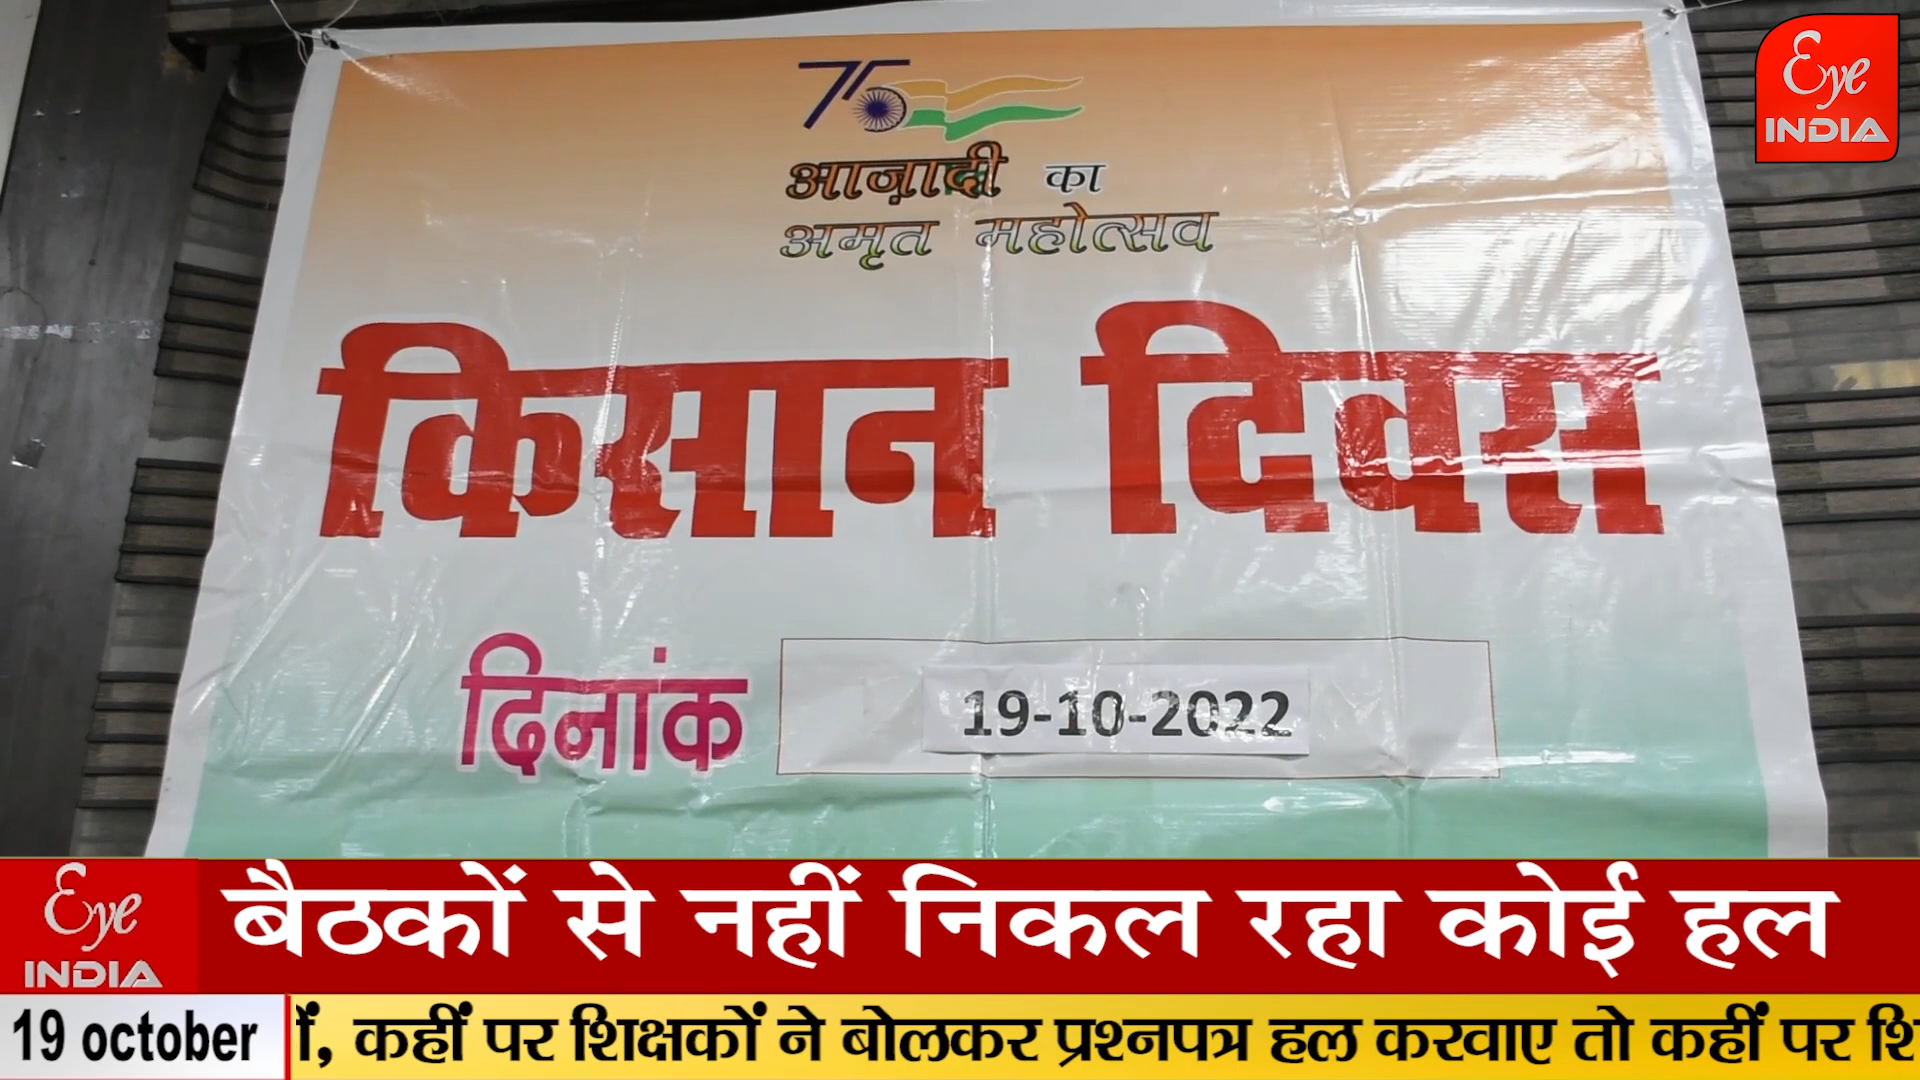 75
आज़ादी का
अमृत महोत्सव
किसान दिवस
दिनांक 19-10-2022
Eye
INDIA
Eye
INDIA
बैठकों से नहीं निकल रहा कोई हल
19 october
कहीं पर शिक्षकों ने बोलकर प्रश्नपत्र हल करवाए तो कहीं पर